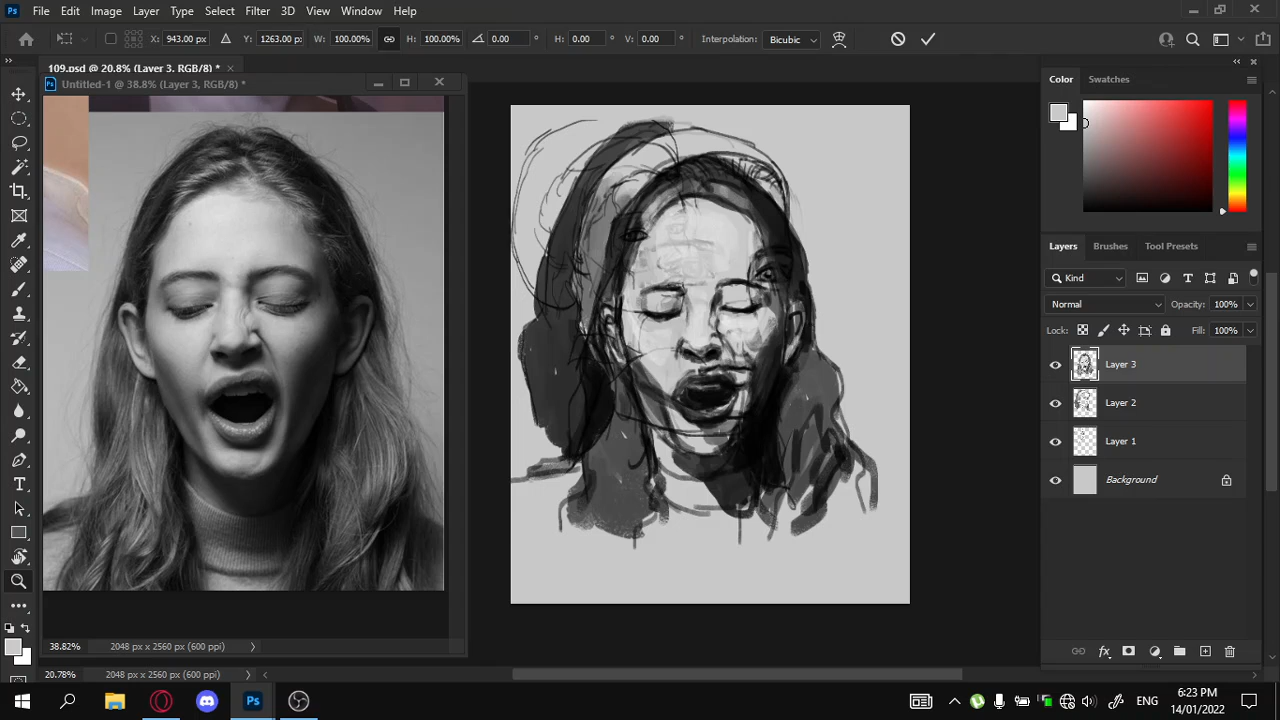 Ps File Edit Image Layer Type Select Filter 3D View Window Help
X: 943.00 px Y: 1263.00 px W: 100.00% H: 100.00% 0.00 ° H: 0.00 ° V: 0.00 ° Interpolation: Bicubic
109.psd @ 20.8% (Layer 3, RGB/8) *
Ps Untitled-1 @ 38.8% (Layer 3, RGB/8) *
Color Swatches
Layers Brushes Tool Presets
Kind
Normal Opacity: 100%
Lock: Fill: 100%
Layer 3
Layer 2
Layer 1
Background
38.82% 2048 px x 2560 px (600 ppi)
20.78% 2048 px x 2560 px (600 ppi)
Ps ENG 6:23 PM
14/01/2022